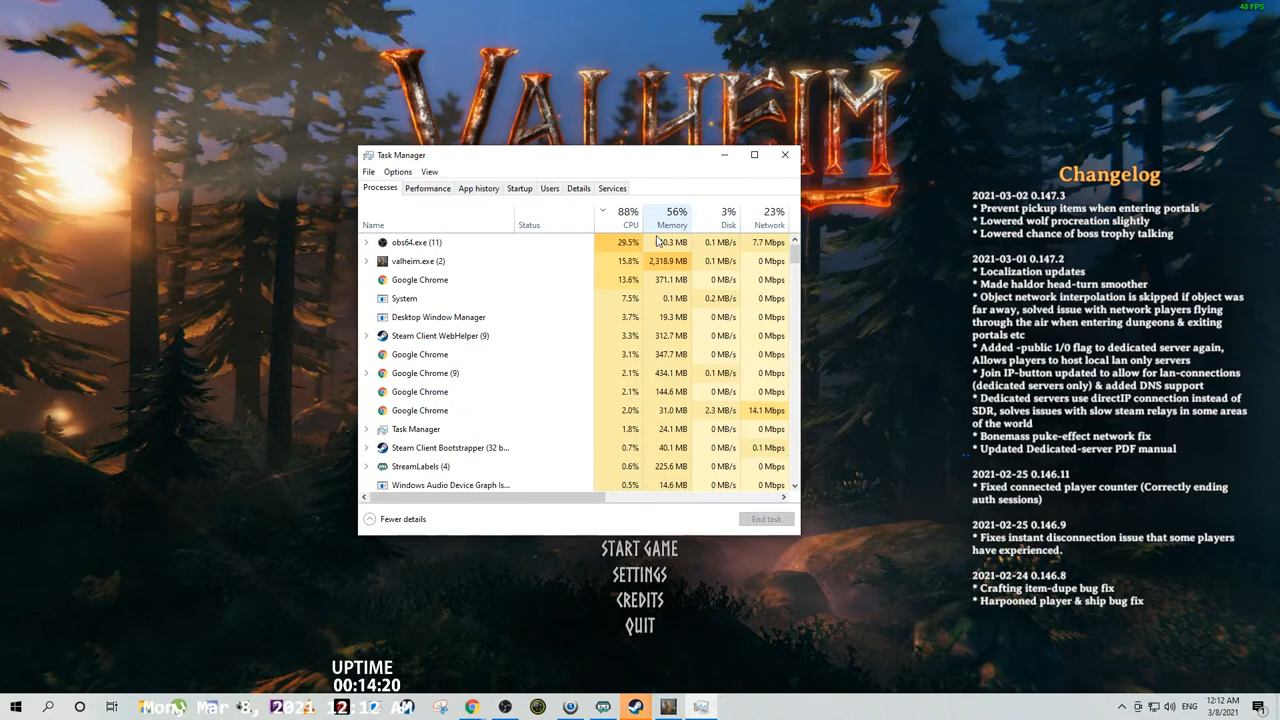 48 FPS
VALHEIM
Task Manager
File Options View
Processes Performance App history Startup Users Details Services
88% 56% 3% 23%
Name Status CPU Memory Disk Network
obs64.exe (11) 29.5% 0.3 MB 0.1 MB/s 7.7 Mbps
valheim.exe (2) 15.8% 2,318.9 MB 0.1 MB/s 0 Mbps
Google Chrome 13.6% 371.1 MB 0 MB/s 0 Mbps
System 7.5% 0.1 MB 0.2 MB/s 0 Mbps
Desktop Window Manager 3.7% 19.3 MB 0 MB/s 0 Mbps
Steam Client WebHelper (9) 3.3% 312.7 MB 0 MB/s 0 Mbps
Google Chrome 3.1% 347.7 MB 0 MB/s 0 Mbps
Google Chrome (9) 2.1% 434.1 MB 0.1 MB/s 0 Mbps
Google Chrome 2.1% 144.6 MB 0 MB/s 0 Mbps
Google Chrome 2.0% 31.0 MB 2.3 MB/s 14.1 Mbps
Task Manager 1.8% 24.1 MB 0 MB/s 0 Mbps
Steam Client Bootstrapper (32 b... 0.7% 40.1 MB 0 MB/s 0.1 Mbps
StreamLabels (4) 0.6% 225.6 MB 0 MB/s 0 Mbps
Windows Audio Device Graph Is... 0.5% 14.6 MB 0 MB/s 0 Mbps
Fewer details End task
START GAME
SETTINGS
CREDITS
QUIT
Changelog
2021-03-02 0.147.3
* Prevent pickup items when entering portals
* Lowered wolf procreation slightly
* Lowered chance of boss trophy talking
2021-03-01 0.147.2
* Localization updates
* Made haldor head-turn smoother
* Object network interpolation is skipped if object was
far away, solved issue with network players flying
through the air when entering dungeons & exiting
portals etc
* Added -public 1/0 flag to dedicated server again,
Allows players to host local lan only servers
* Join IP-button updated to allow for lan-connections
(dedicated servers only) & added DNS support
* Dedicated servers use directIP connection instead of
SDR, solves issues with slow steam relays in some areas
of the world
* Bonemass puke-effect network fix
* Updated Dedicated-server PDF manual
2021-02-25 0.146.11
* Fixed connected player counter (Correctly ending
auth sessions)
2021-02-25 0.146.9
* Fixes instant disconnection issue that some players
have experienced.
2021-02-24 0.146.8
* Crafting item-dupe bug fix
* Harpooned player & ship bug fix
UPTIME
00:14:20
Mon, Mar 8, 2021 12:12 AM
ENG
12:12 AM
3/8/2021